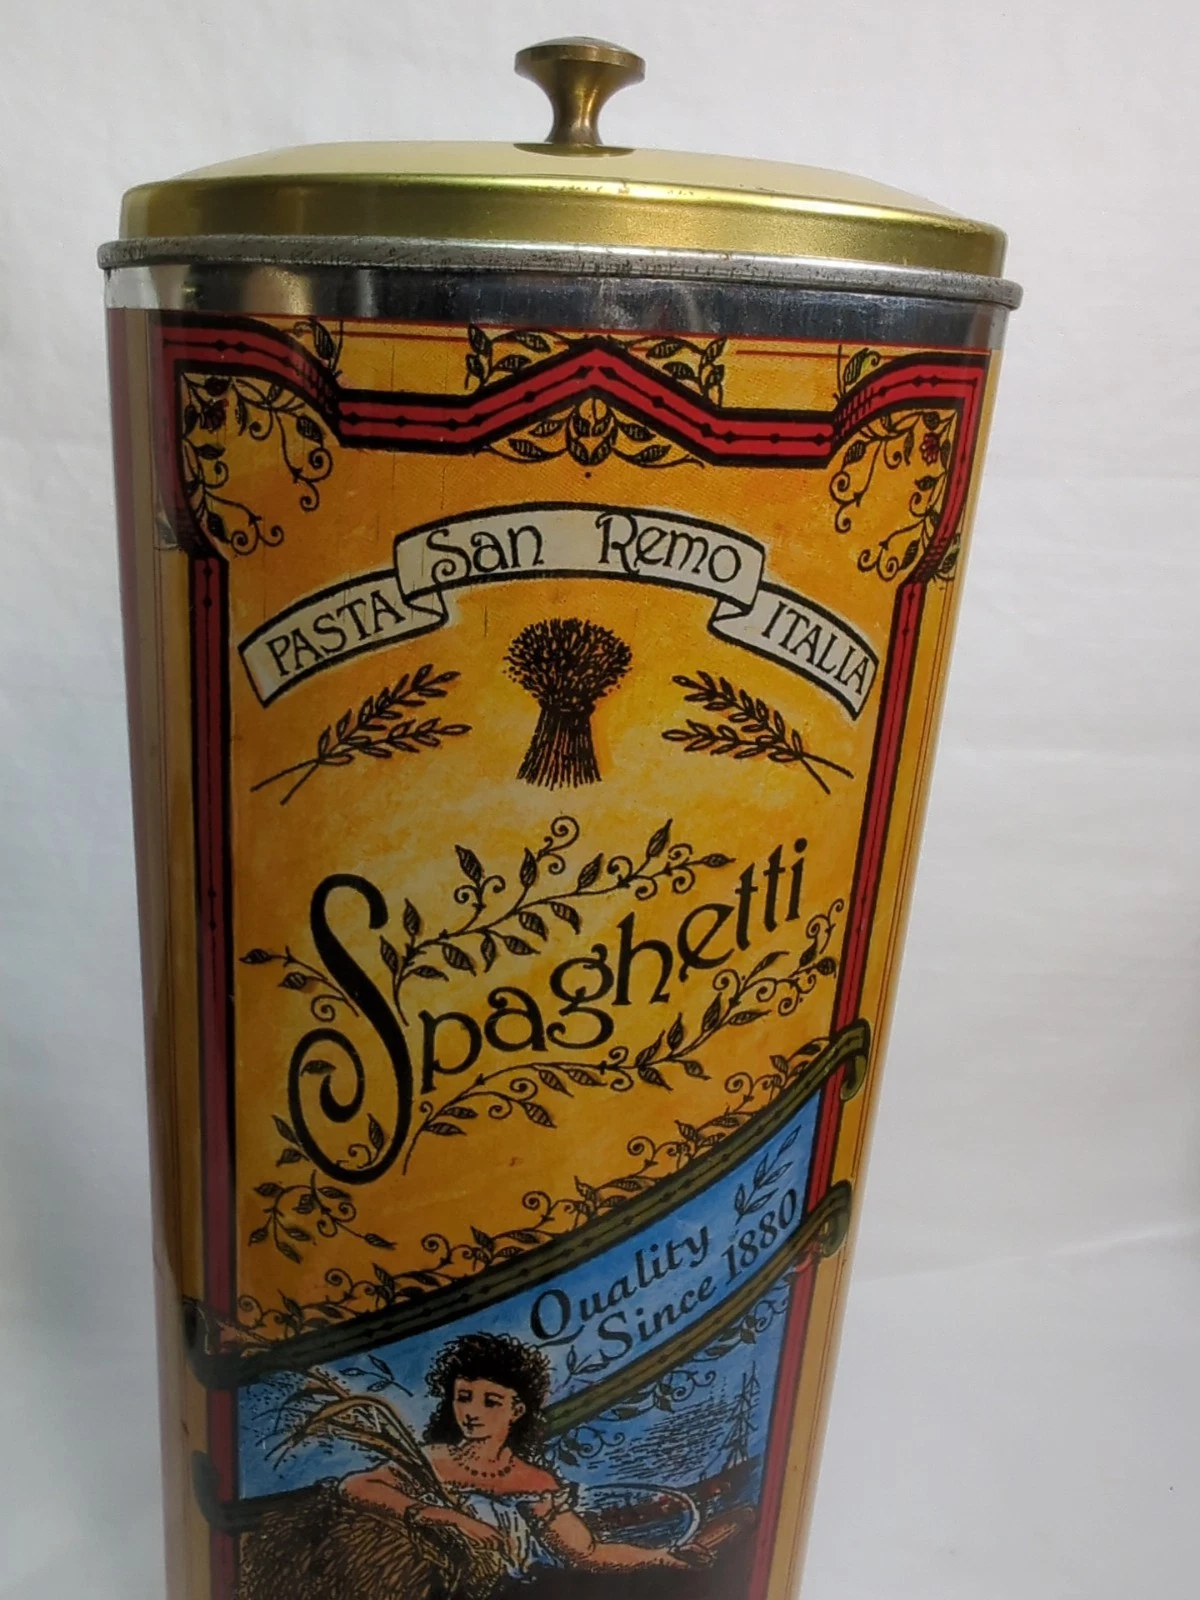 PASTA San Remo ITALIA
Spaghetti
Quality
Since 1880